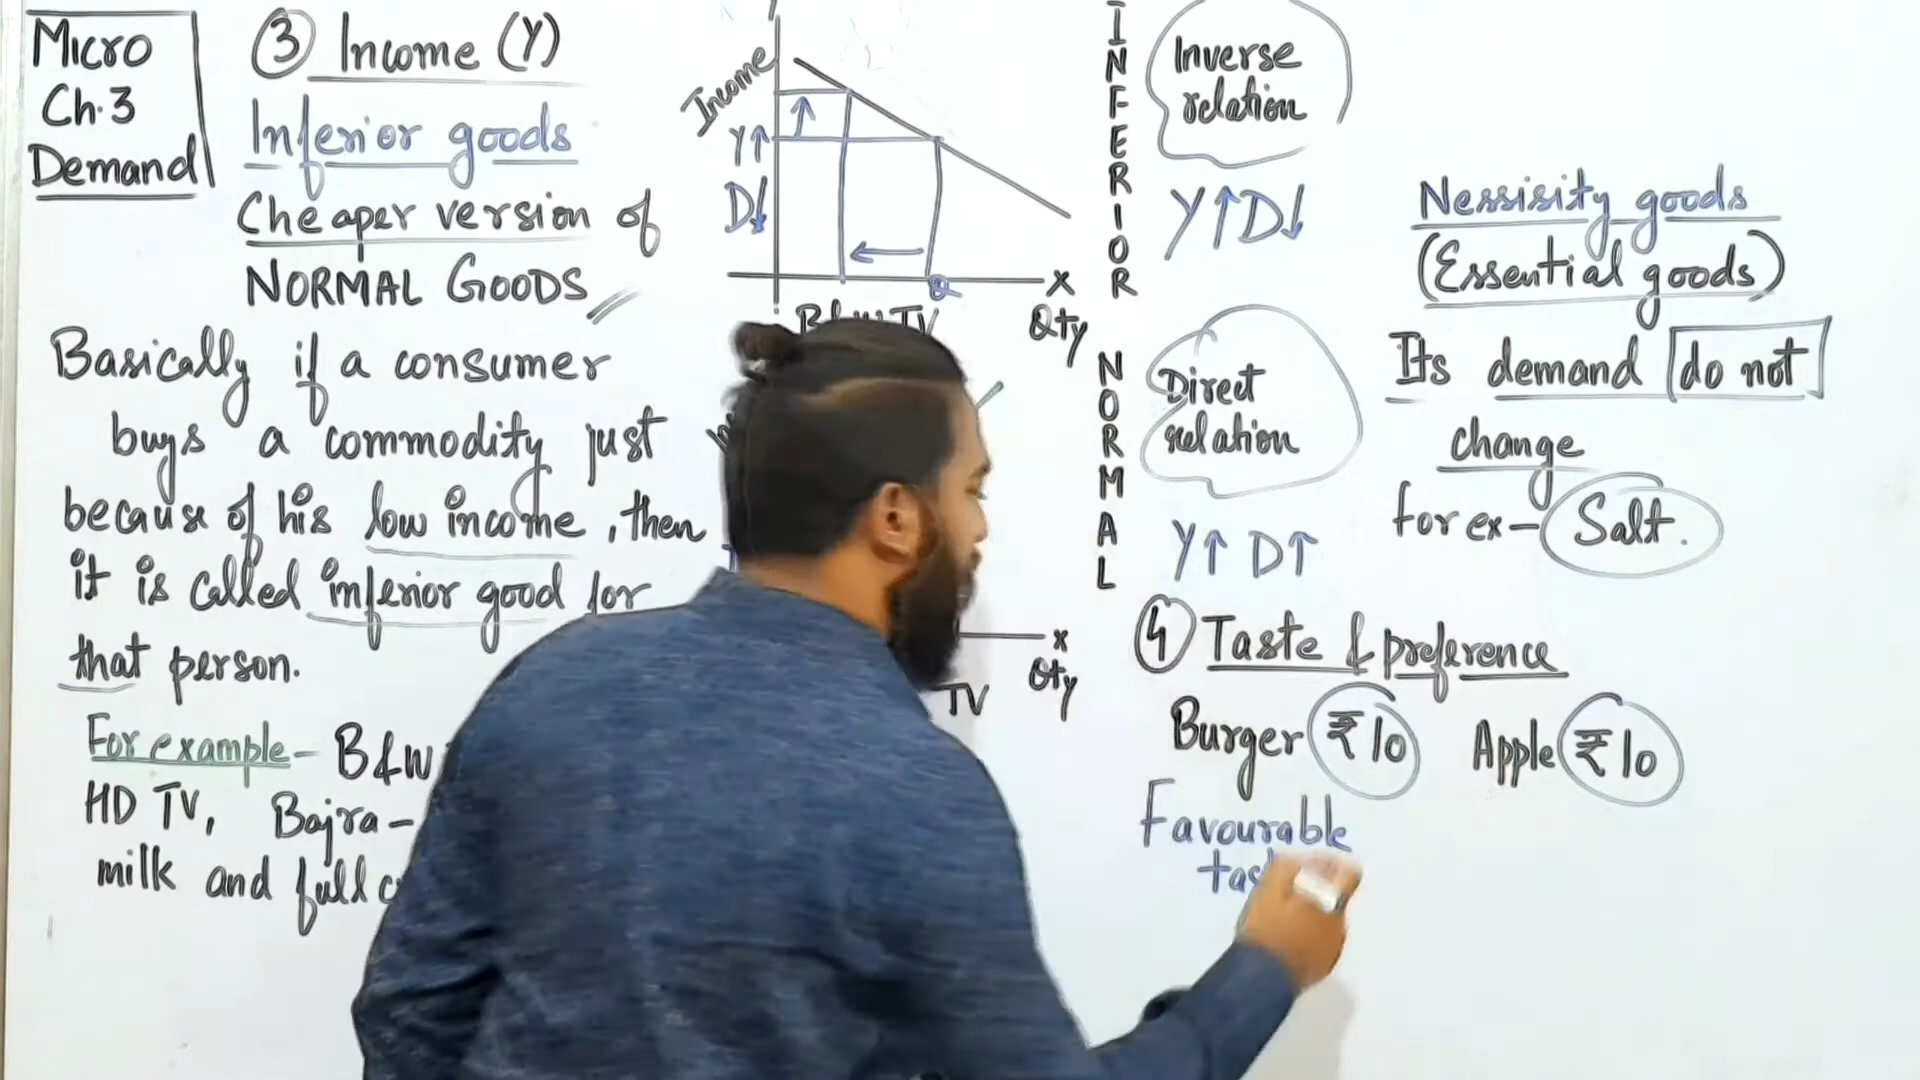 Micro
Ch.3
Demand
③ Income (Y)
Inferior goods
Cheaper version of
NORMAL GOODS
Basically if a consumer
buys a commodity just
because of his low income, then
it is called inferior good for
that person.
For example - B&W
HD TV, Bajra -
milk and full
Income
Y↑
D↓
X
Qty
x
Qty
TV
INFERIOR
Inverse
relation
Y↑D↓
NORMAL
Direct
relation
Y↑ D↑
Nessisity goods
(Essential goods)
Its demand do not
change
for ex - Salt.
④ Taste & preference
Burger ₹10 Apple ₹10
Favourable